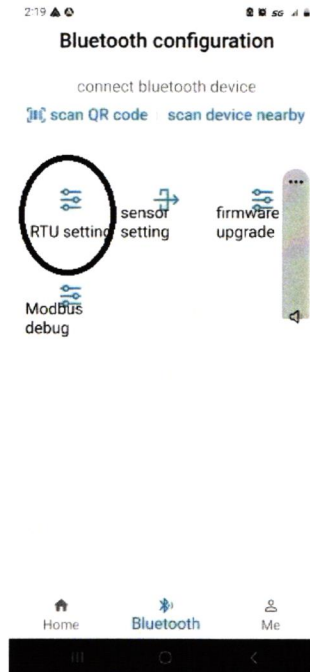 2:19
5G
Bluetooth configuration
connect bluetooth device
scan QR code scan device nearby
RTU setting
sensor setting
firmware upgrade
Modbus debug
Home
Bluetooth
Me